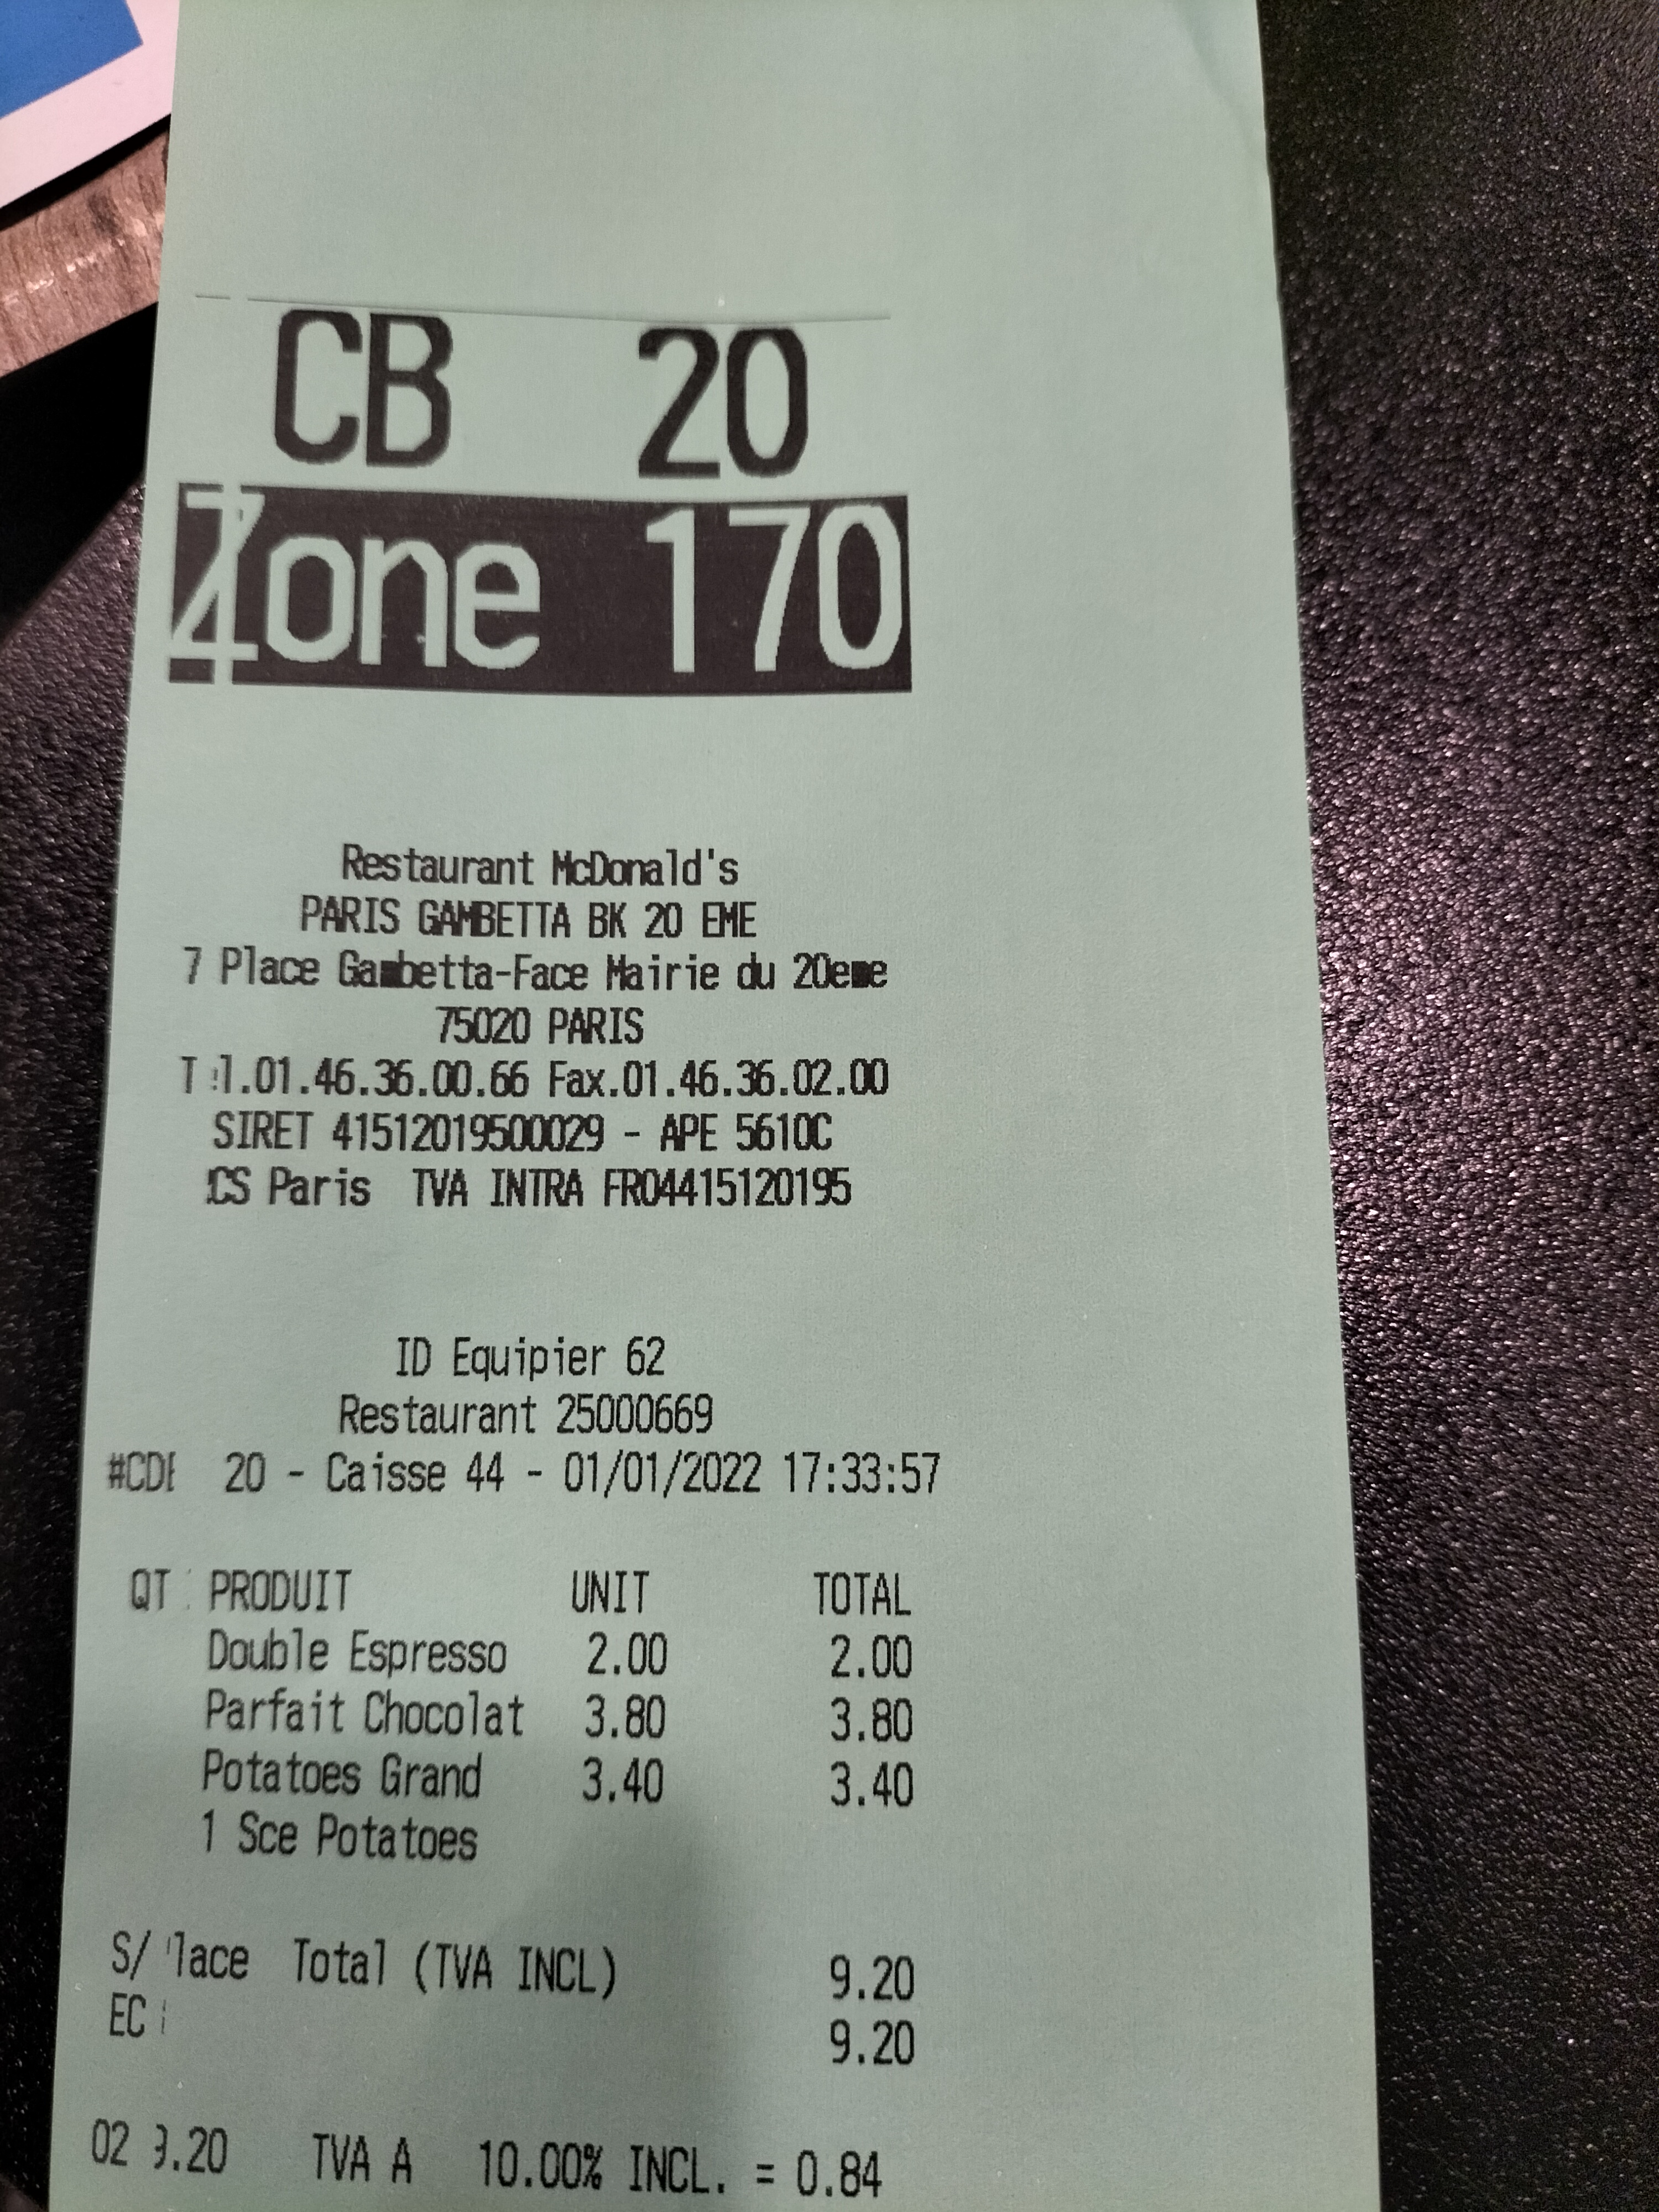 CB 20
Zone 170
Restaurant McDonald's
PARIS GAMBETTA BK 20 EME
7 Place Gambetta-Face Mairie du 20eme
75020 PARIS
.01.46.36.00.66 Fax.01.46.36.02.00
SIRET 41512019500029 - APE 5610C
CS Paris TVA INTRA FR04415120195
ID Equipier 62
Restaurant 25000669
20 - Caisse 44 - 01/01/2022 17:33:57
PRODUIT UNIT TOTAL
Double Espresso 2.00 2.00
Parfait Chocolat 3.80 3.80
Potatoes Grand 3.40 3.40
1 Sce Potatoes
Total (TVA INCL) 9.20
9.20
02 9.20 TVA A 10.00% INCL. = 0.84